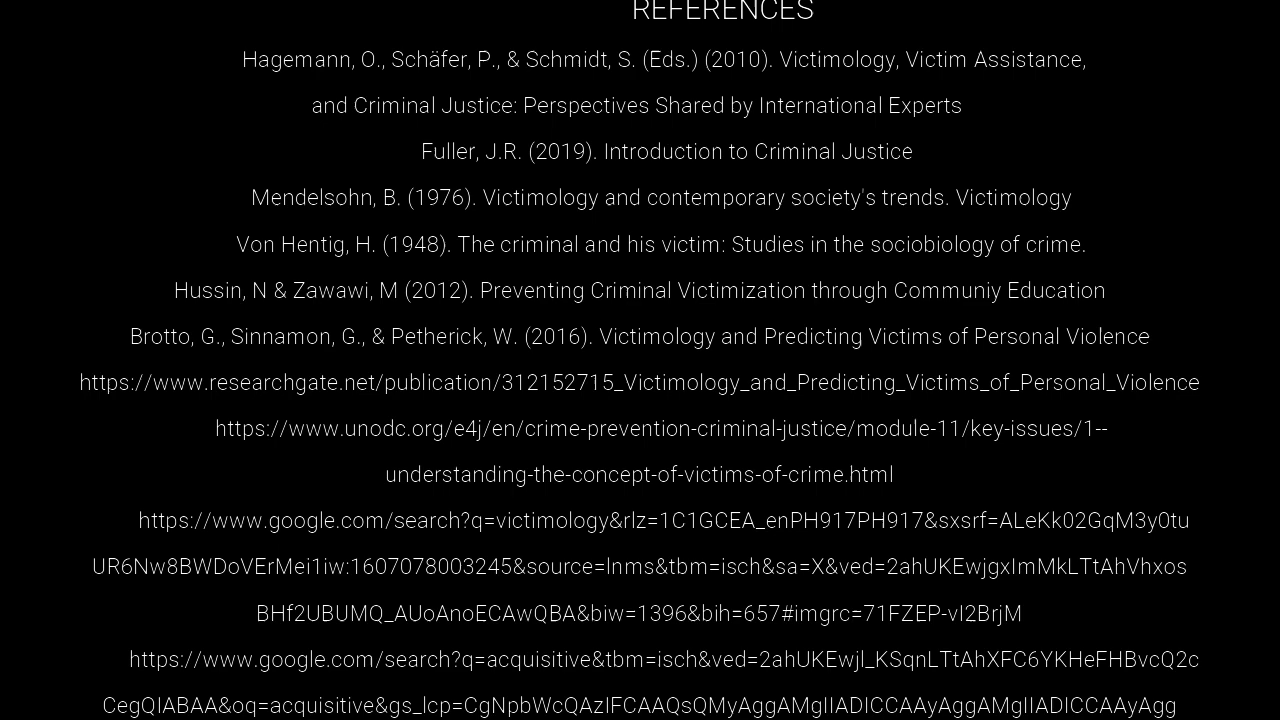 REFERENCES
Hagemann, O., Schäfer, P., & Schmidt, S. (Eds.) (2010). Victimology, Victim Assistance,
and Criminal Justice: Perspectives Shared by International Experts
Fuller, J.R. (2019). Introduction to Criminal Justice
Mendelsohn, B. (1976). Victimology and contemporary society's trends. Victimology
Von Hentig, H. (1948). The criminal and his victim: Studies in the sociobiology of crime.
Hussin, N & Zawawi, M (2012). Preventing Criminal Victimization through Communiy Education
Brotto, G., Sinnamon, G., & Petherick, W. (2016). Victimology and Predicting Victims of Personal Violence
https://www.researchgate.net/publication/312152715_Victimology_and_Predicting_Victims_of_Personal_Violence
https://www.unodc.org/e4j/en/crime-prevention-criminal-justice/module-11/key-issues/1--
understanding-the-concept-of-victims-of-crime.html
https://www.google.com/search?q=victimology&rlz=1C1GCEA_enPH917PH917&sxsrf=ALeKk02GqM3y0tu
UR6Nw8BWDoVErMei1iw:1607078003245&source=lnms&tbm=isch&sa=X&ved=2ahUKEwjgxImMkLTtAhVhxos
BHf2UBUMQ_AUoAnoECAwQBA&biw=1396&bih=657#imgrc=71FZEP-vI2BrjM
https://www.google.com/search?q=acquisitive&tbm=isch&ved=2ahUKEwjl_KSqnLTtAhXFC6YKHeFHBvcQ2c
CegQIABAA&oq=acquisitive&gs_lcp=CgNpbWcQAzIFCAAQsQMyAggAMgIIADICCAAyAggAMgIIADICCAAyAgg